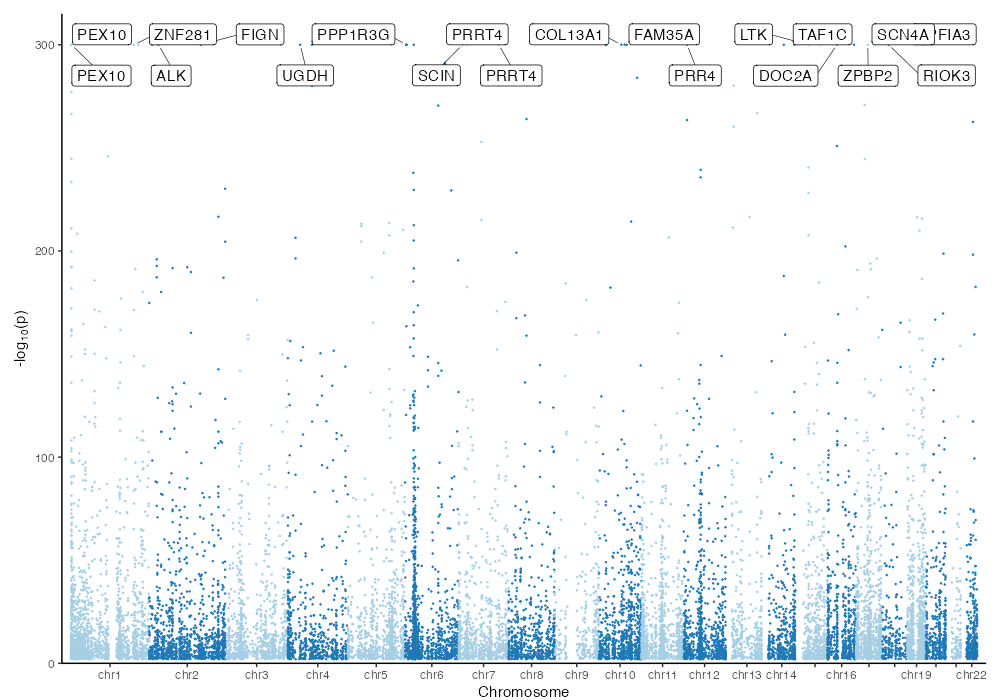 PEX10 ZNF281 FIGN PPP1R3G PRRT4 COL13A1 FAM35A LTK TAF1C SCN4A PFIA3
300
PEX10 ALK UGDH SCIN PRRT4 PRR4 DOC2A ZPBP2 RIOK3
200
-log10(p)
100
0
chr1 chr2 chr3 chr4 chr5 chr6 chr7 chr8 chr9 chr10 chr11 chr12 chr13 chr14 chr16 chr19 chr22
Chromosome